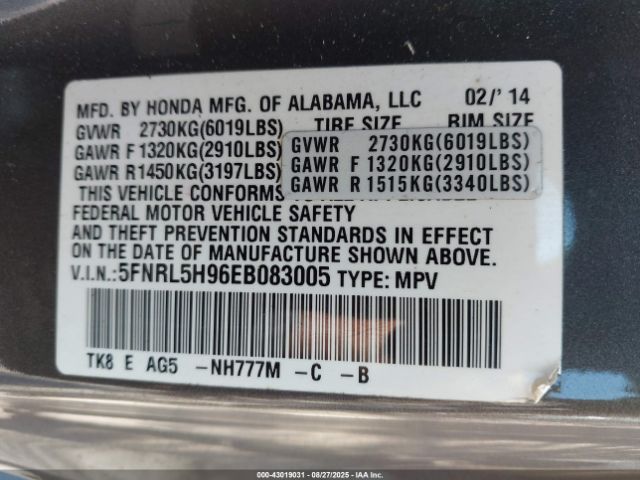 MFD. BY HONDA MFG. OF ALABAMA, LLC 02/'14
GVWR 2730KG(6019LBS) TIRE SIZE RIM SIZE
GAWR F1320KG(2910LBS)
GAWR R1450KG(3197LBS)
GVWR 2730KG(6019LBS)
GAWR F 1320KG(2910LBS)
GAWR R 1515KG(3340LBS)
THIS VEHICLE CONFORMS
FEDERAL MOTOR VEHICLE SAFETY
AND THEFT PREVENTION STANDARDS IN EFFECT
ON THE DATE OF MANUFACTURE SHOWN ABOVE.
V.I.N.:5FNRL5H96EB083005 TYPE: MPV
TK8 E AG5 -NH777M -C -B
000-43019031 - 08/27/2025 - IAA Inc.